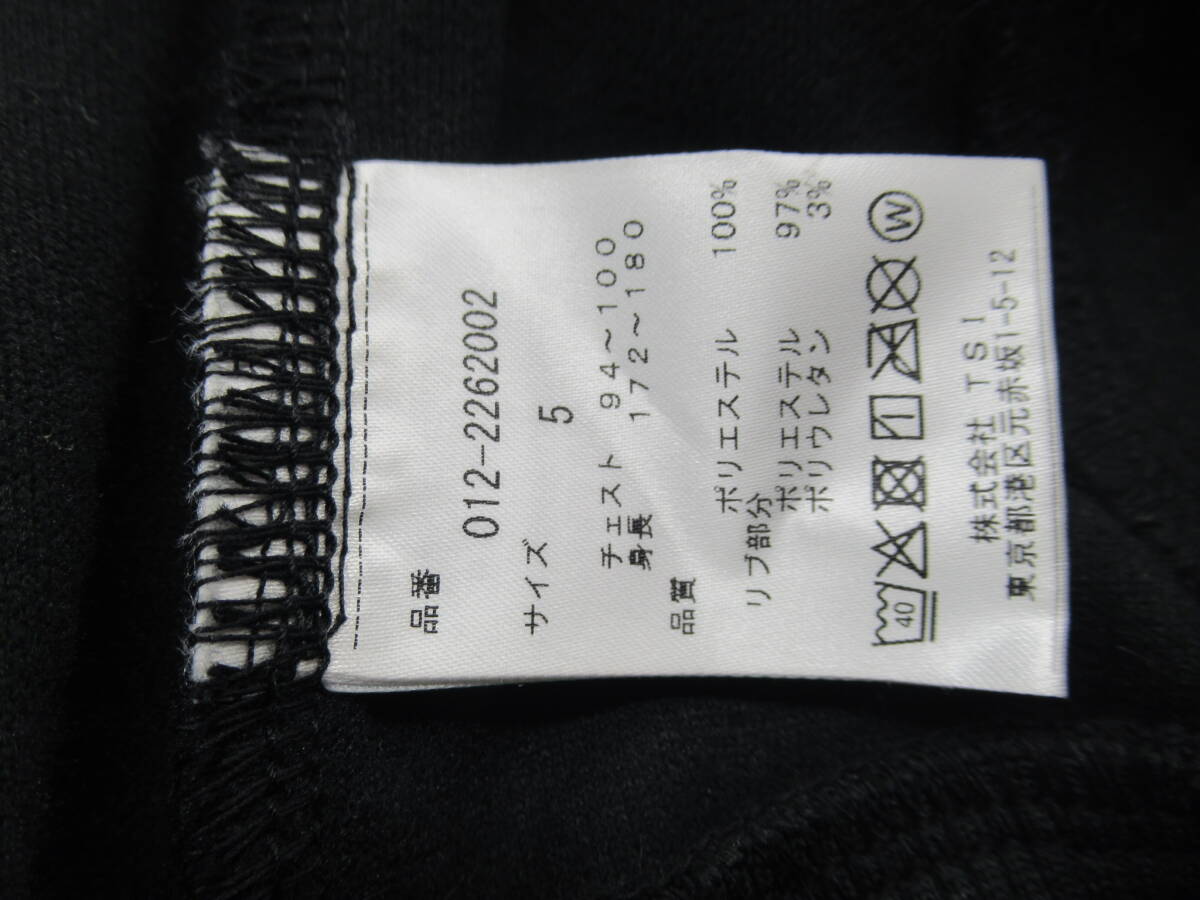 品番
012-2262002
サイズ
5
チェスト 94～100
身長 172～180
品質
ポリエステル 100%
リブ部分
ポリエステル 97%
ポリウレタン 3%
40
W
株式会社 TSI
東京都港区元赤坂1-5-12